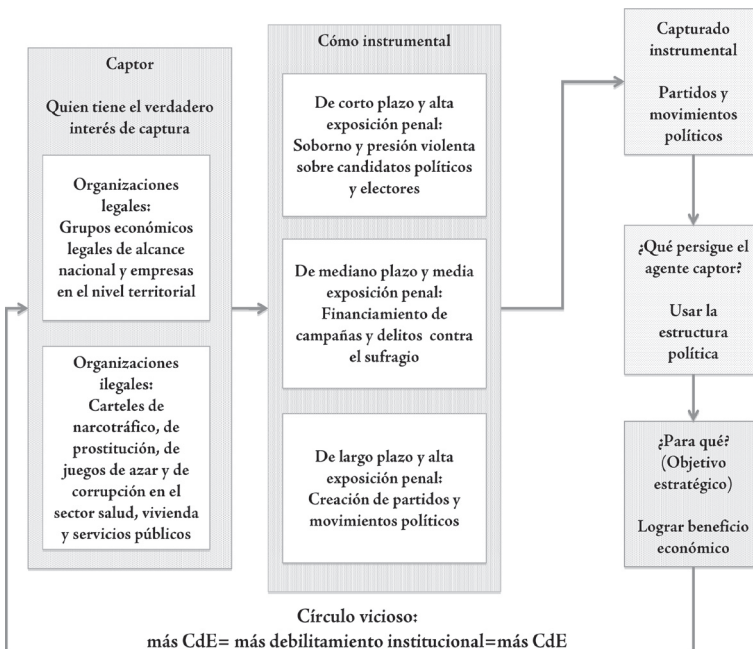 Captor
Quien tiene el verdadero
interés de captura
Organizaciones
legales:
Grupos económicos
legales de alcance
nacional y empresas
en el nivel territorial
Organizaciones
ilegales:
Carteles de
narcotráfico, de
prostitución, de
juegos de azar y de
corrupción en el
sector salud, vivienda
y servicios públicos
Cómo instrumental
De corto plazo y alta
exposición penal:
Soborno y presión violenta
sobre candidatos políticos
y electores
De mediano plazo y media
exposición penal:
Financiamiento de
campañas y delitos contra
el sufragio
De largo plazo y alta
exposición penal:
Creación de partidos y
movimientos políticos
Capturado
instrumental
Partidos y
movimientos
políticos
¿Qué persigue el
agente captor?
Usar la
estructura
política
¿Para qué?
(Objetivo
estratégico)
Lograr beneficio
económico
Círculo vicioso:
más CdE= más debilitamiento institucional=más CdE